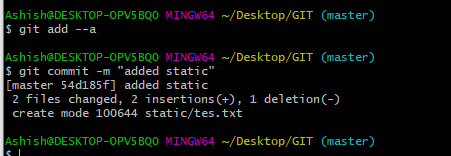 Ashish@DESKTOP-OPV5BQO MINGW64 ~/Desktop/GIT (master)
$ git add --a
Ashish@DESKTOP-OPV5BQO MINGW64 ~/Desktop/GIT (master)
$ git commit -m "added static"
[master 54d185f] added static
 2 files changed, 2 insertions(+), 1 deletion(-)
 create mode 100644 static/tes.txt
Ashish@DESKTOP-OPV5BQO MINGW64 ~/Desktop/GIT (master)
$